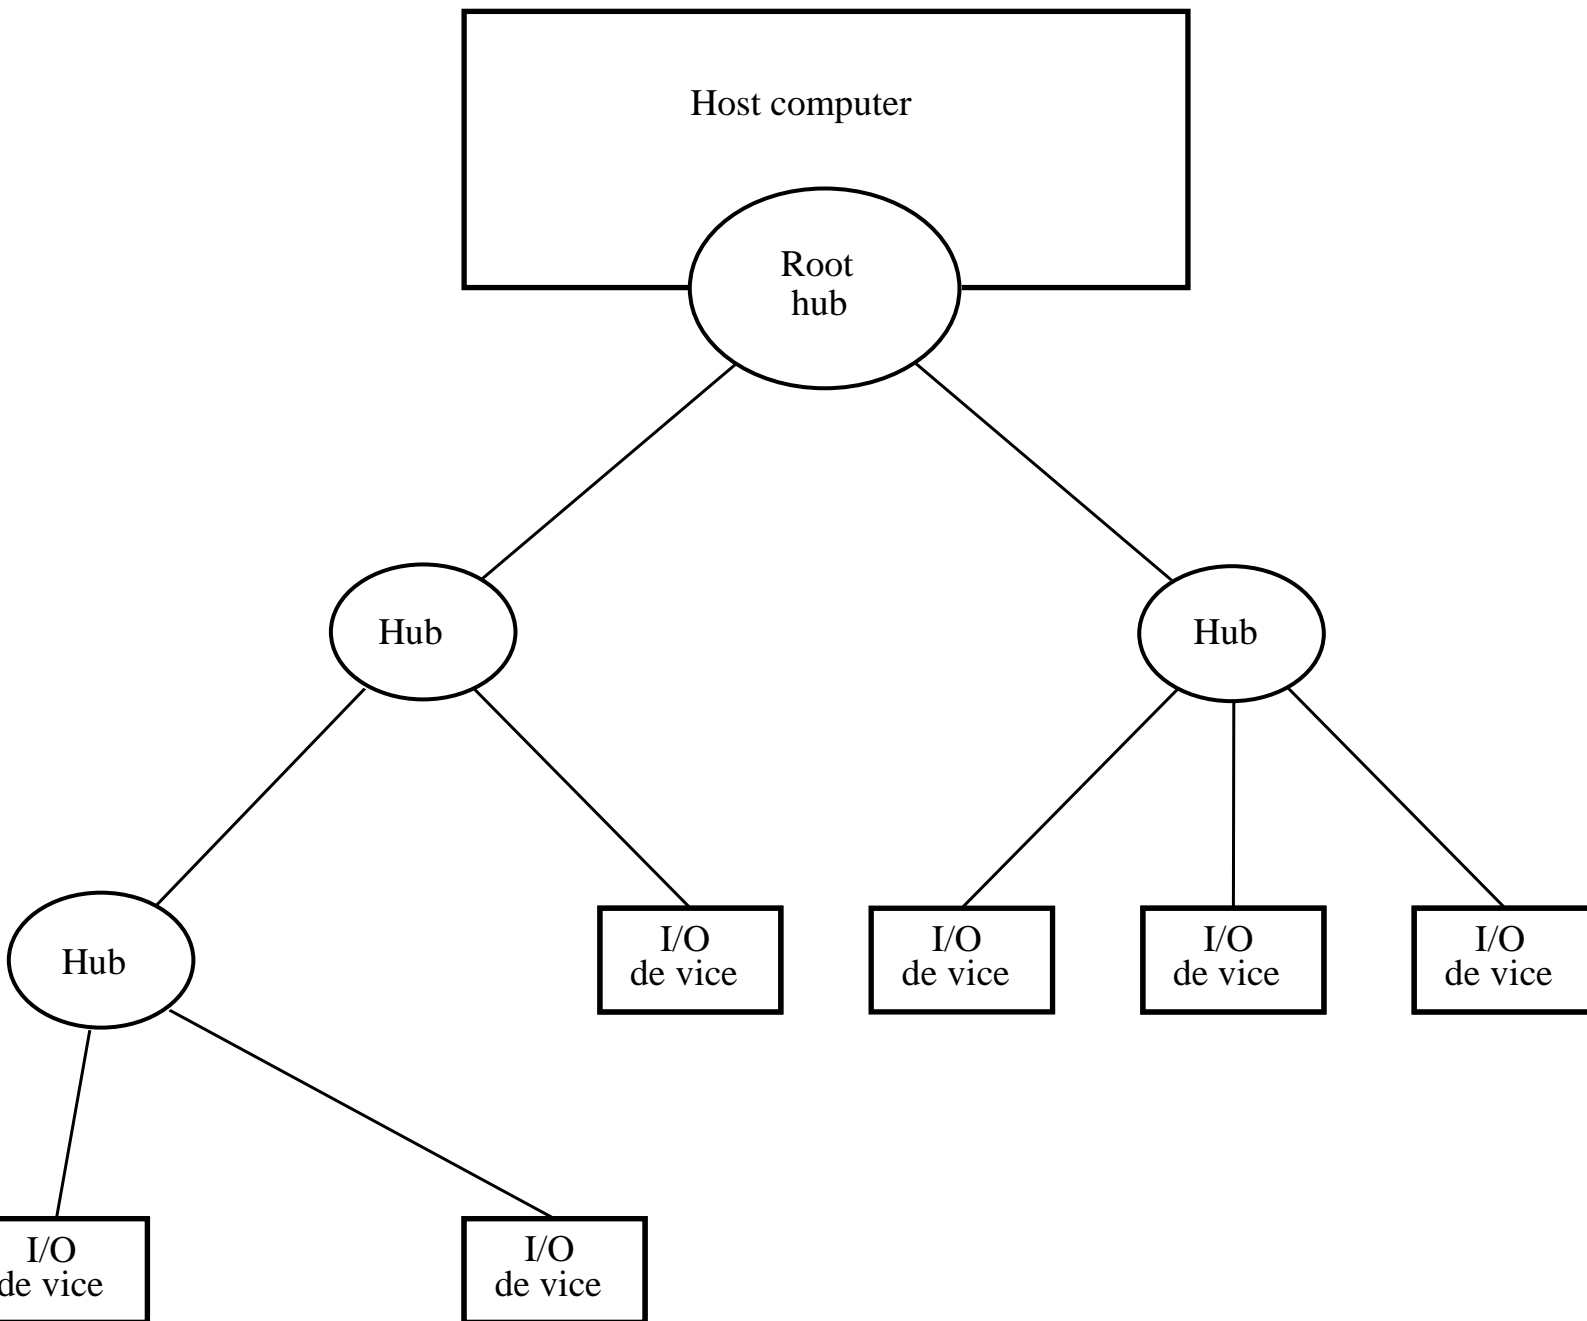 Host computer
Root
hub
Hub
Hub
Hub
I/O
de vice
I/O
de vice
I/O
de vice
I/O
de vice
I/O
de vice
I/O
de vice